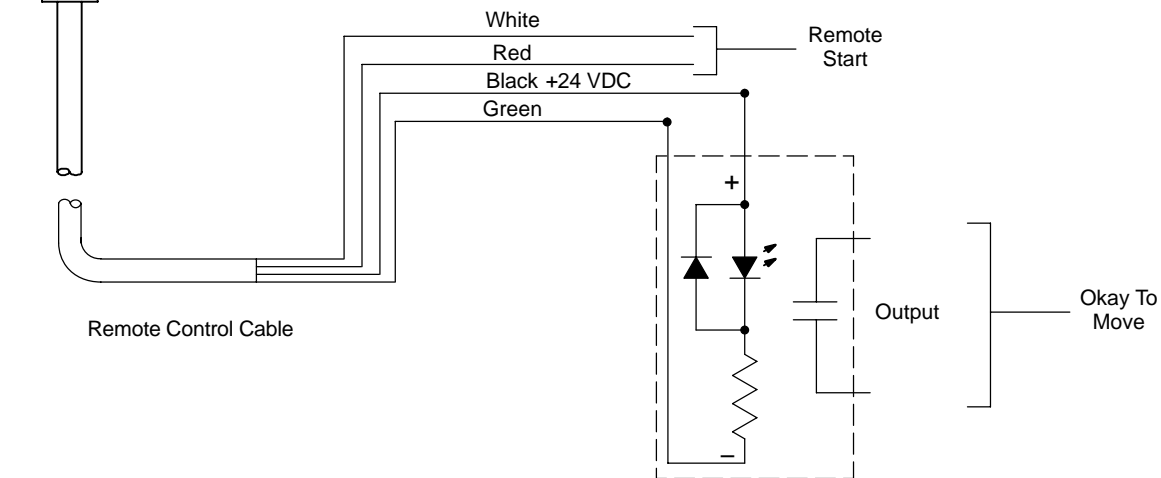 White
Remote
Start
Red
Black +24 VDC
Green
+
Output
Okay To
Move
Remote Control Cable
–